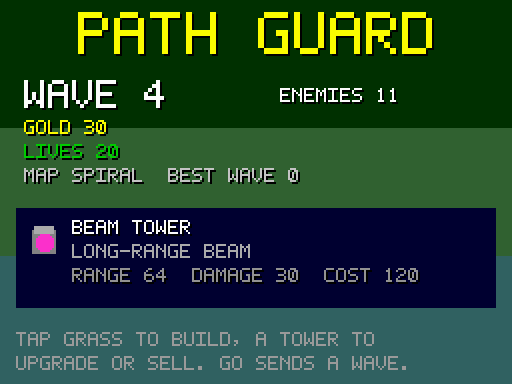 PATH GUARD
WAVE 4
ENEMIES 11
GOLD 30
LIVES 20
MAP SPIRAL BEST WAVE 0
BEAM TOWER
LONG-RANGE BEAM
RANGE 64 DAMAGE 30 COST 120
TAP GRASS TO BUILD, A TOWER TO
UPGRADE OR SELL. GO SENDS A WAVE.